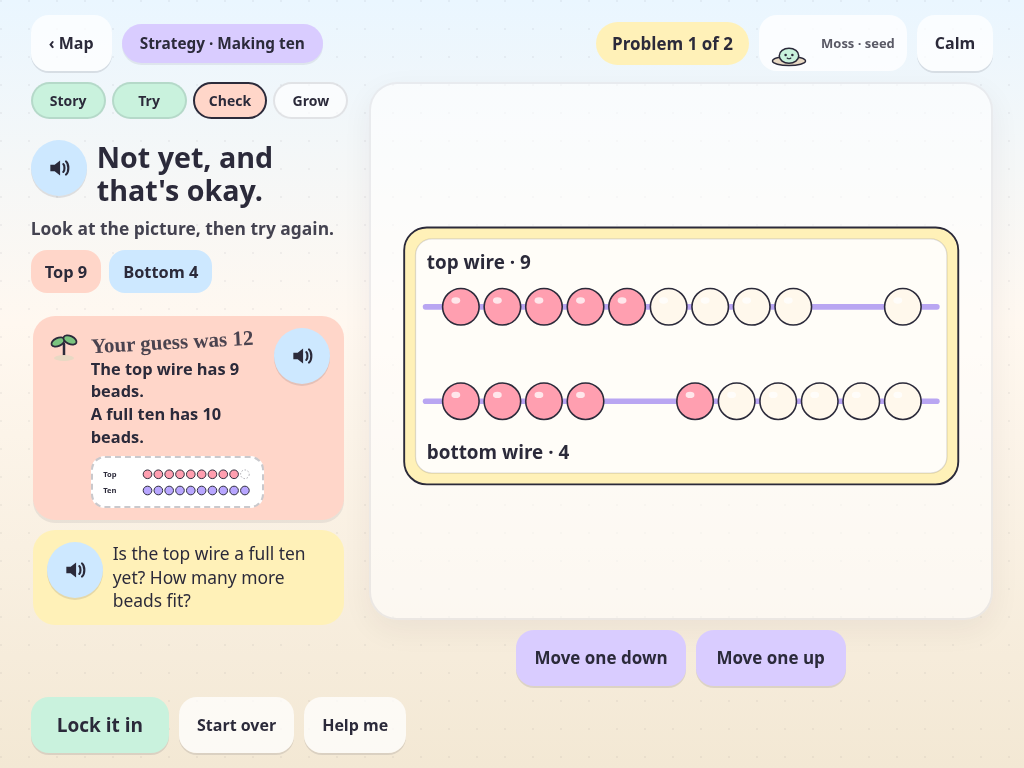 ‹ Map
Strategy · Making ten
Problem 1 of 2
Moss · seed
Calm
Story
Try
Check
Grow
Not yet, and
that's okay.
Look at the picture, then try again.
Top 9
Bottom 4
Your guess was 12
The top wire has 9
beads.
A full ten has 10
beads.
Top
Ten
Is the top wire a full ten
yet? How many more
beads fit?
top wire · 9
bottom wire · 4
Move one down
Move one up
Lock it in
Start over
Help me